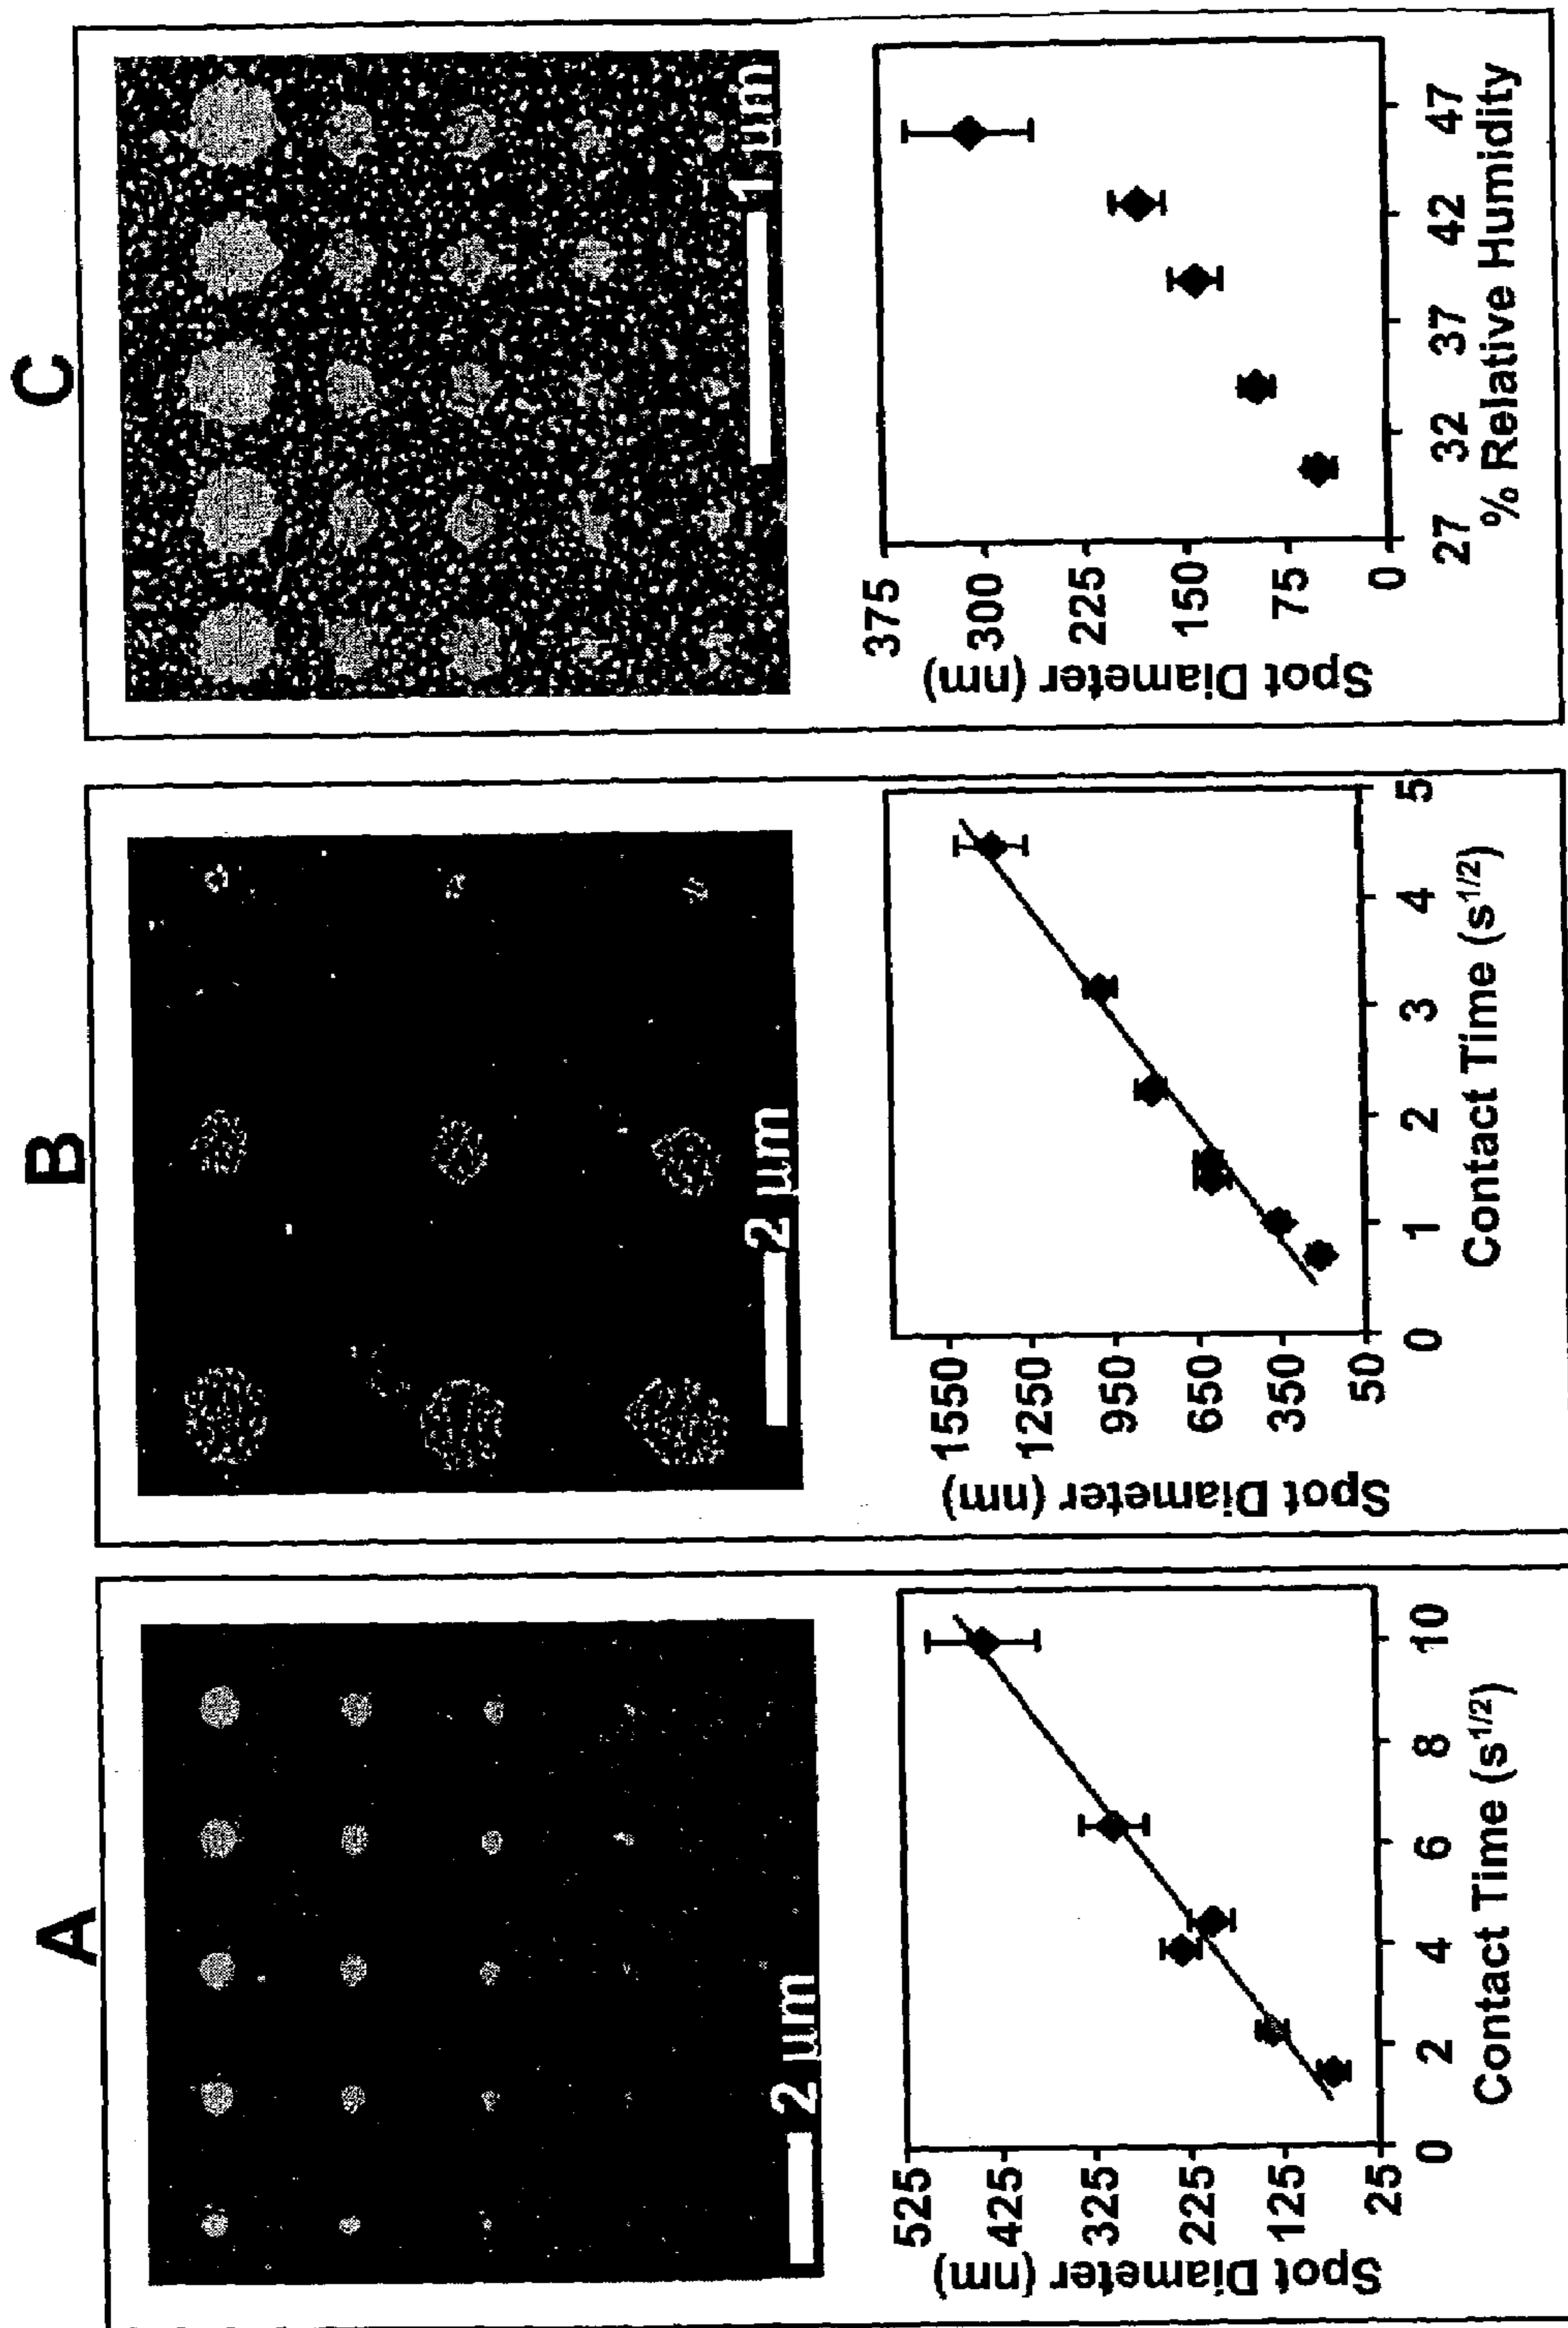 A
2 µm
525
425
325
225
125
25
Spot Diameter (nm)
0 2 4 6 8 10
Contact Time (s1/2)
B
2 µm
1550
1250
950
650
350
50
Spot Diameter (nm)
0 1 2 3 4 5
Contact Time (s1/2)
C
1 µm
375
300
225
150
75
0
Spot Diameter (nm)
27 32 37 42 47
% Relative Humidity